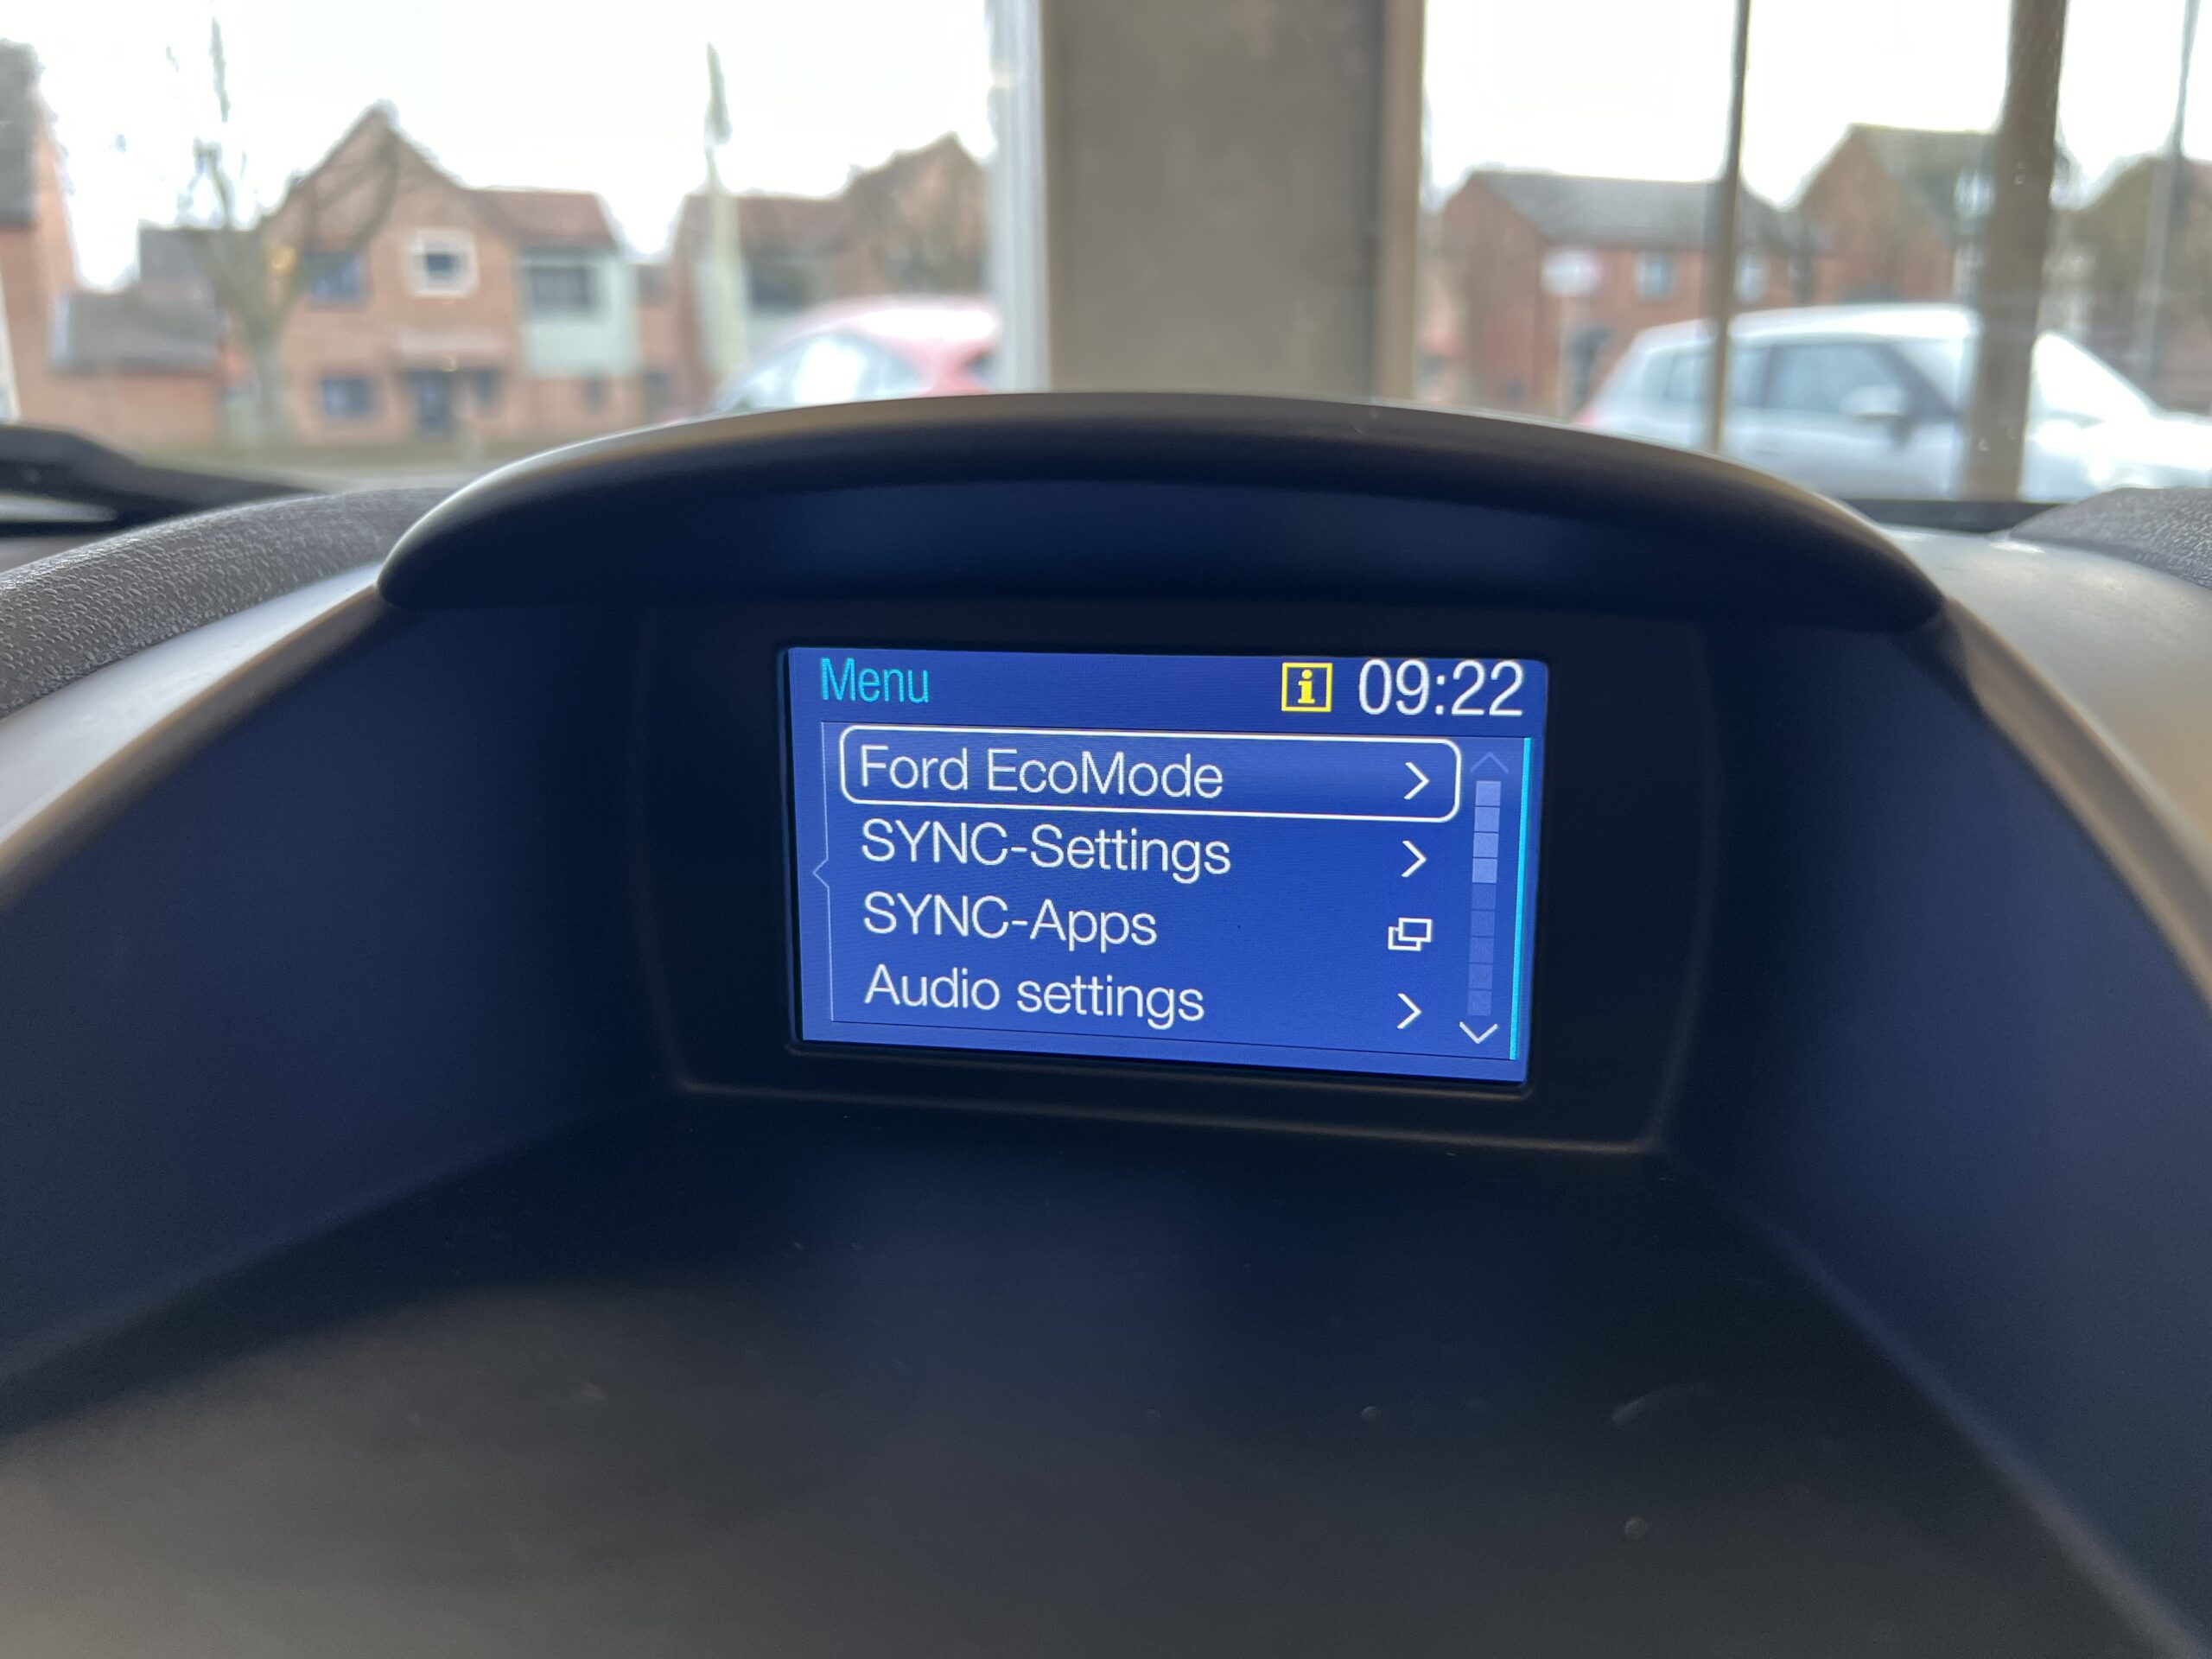 Menu i 09:22
Ford EcoMode
SYNC-Settings
SYNC-Apps
Audio settings